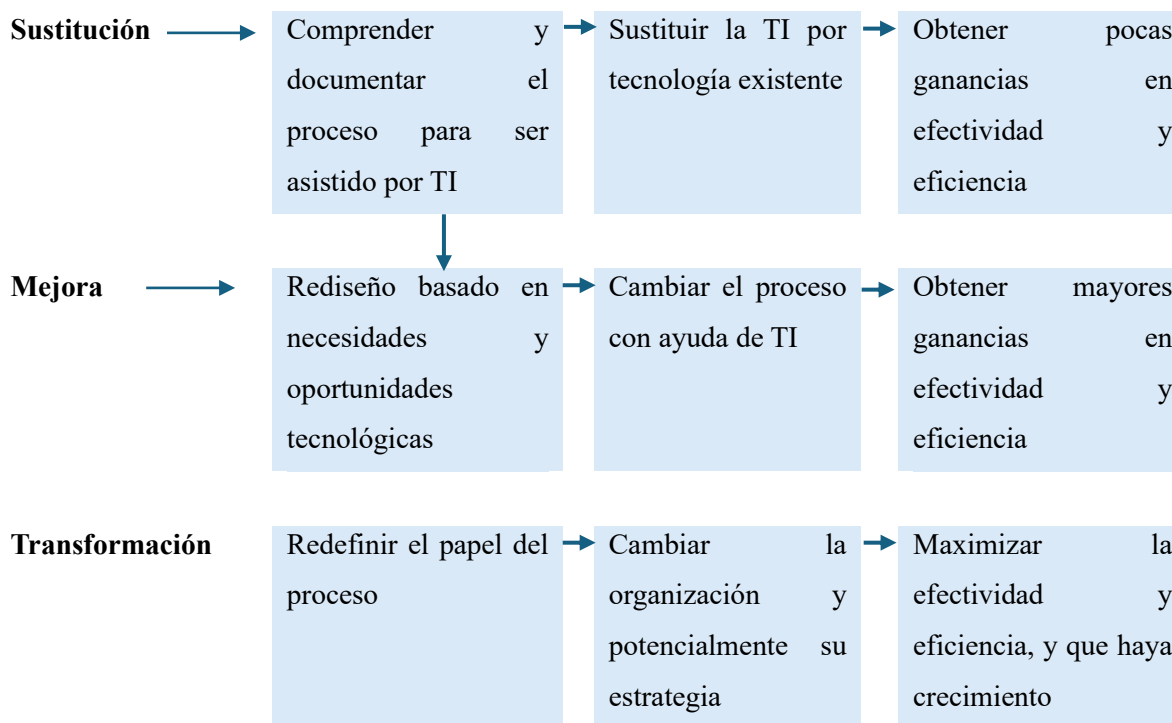 Sustitución
Comprender y
documentar el
proceso para ser
asistido por TI
Sustituir la TI por
tecnología existente
Obtener pocas
ganancias en
efectividad y
eficiencia
Mejora
Rediseño basado en
necesidades y
oportunidades
tecnológicas
Cambiar el proceso
con ayuda de TI
Obtener mayores
ganancias en
efectividad y
eficiencia
Transformación
Redefinir el papel del
proceso
Cambiar la
organización y
potencialmente su
estrategia
Maximizar la
efectividad y
eficiencia, y que haya
crecimiento